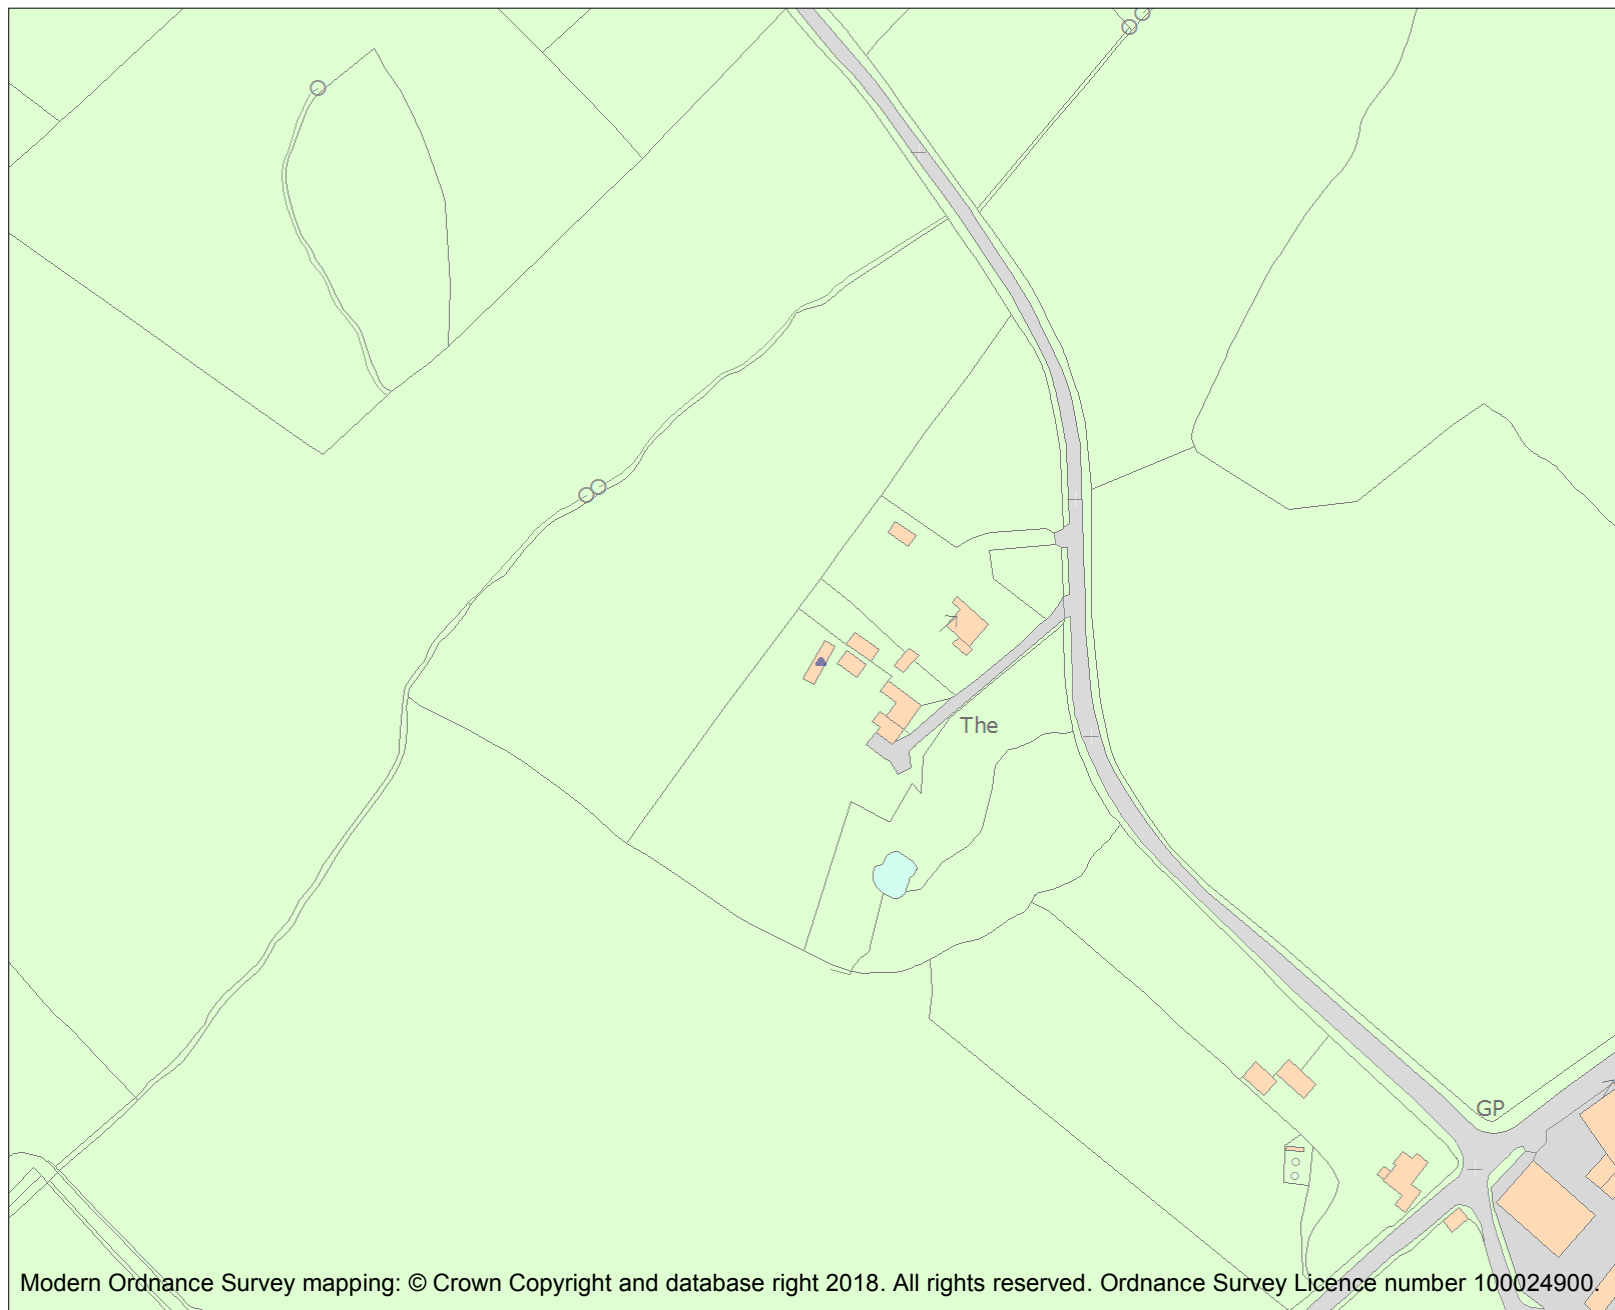 The
GP
Modern Ordnance Survey mapping: © Crown Copyright and database right 2018. All rights reserved. Ordnance Survey Licence number 100024900.